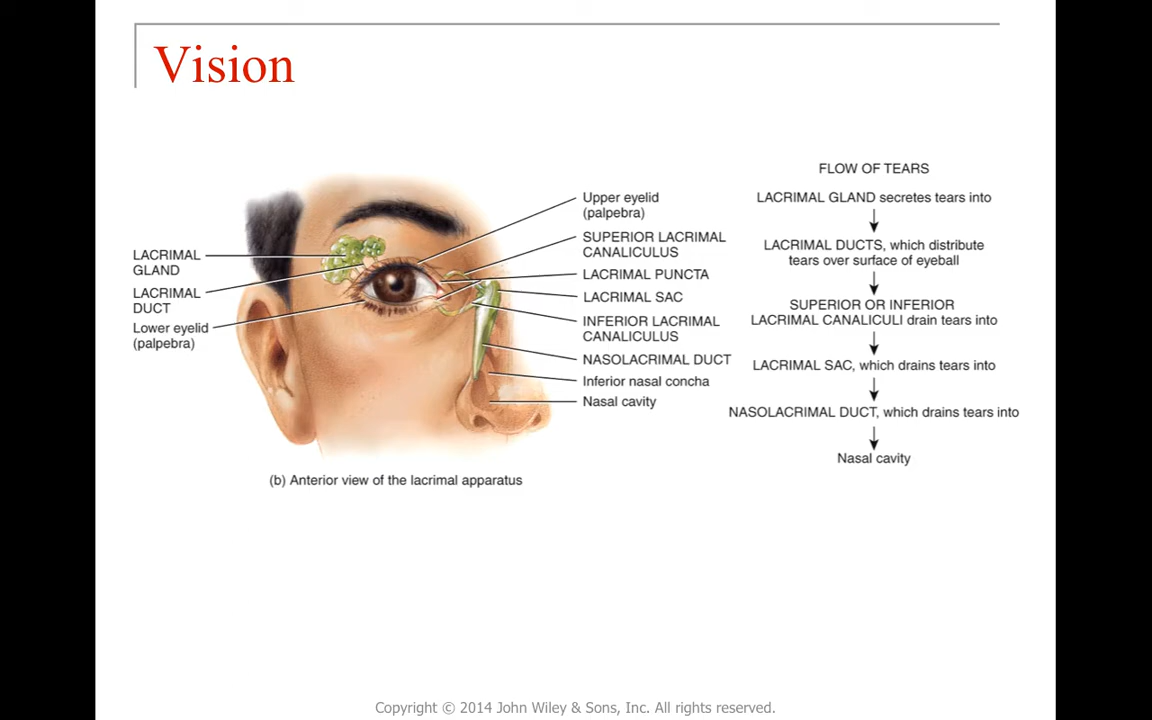 Vision
LACRIMAL
GLAND
LACRIMAL
DUCT
Lower eyelid
(palpebra)
Upper eyelid
(palpebra)
SUPERIOR LACRIMAL
CANALICULUS
LACRIMAL PUNCTA
LACRIMAL SAC
INFERIOR LACRIMAL
CANALICULUS
NASOLACRIMAL DUCT
Inferior nasal concha
Nasal cavity
(b) Anterior view of the lacrimal apparatus
FLOW OF TEARS
LACRIMAL GLAND secretes tears into
LACRIMAL DUCTS, which distribute
tears over surface of eyeball
SUPERIOR OR INFERIOR
LACRIMAL CANALICULI drain tears into
LACRIMAL SAC, which drains tears into
NASOLACRIMAL DUCT, which drains tears into
Nasal cavity
Copyright © 2014 John Wiley & Sons, Inc. All rights reserved.